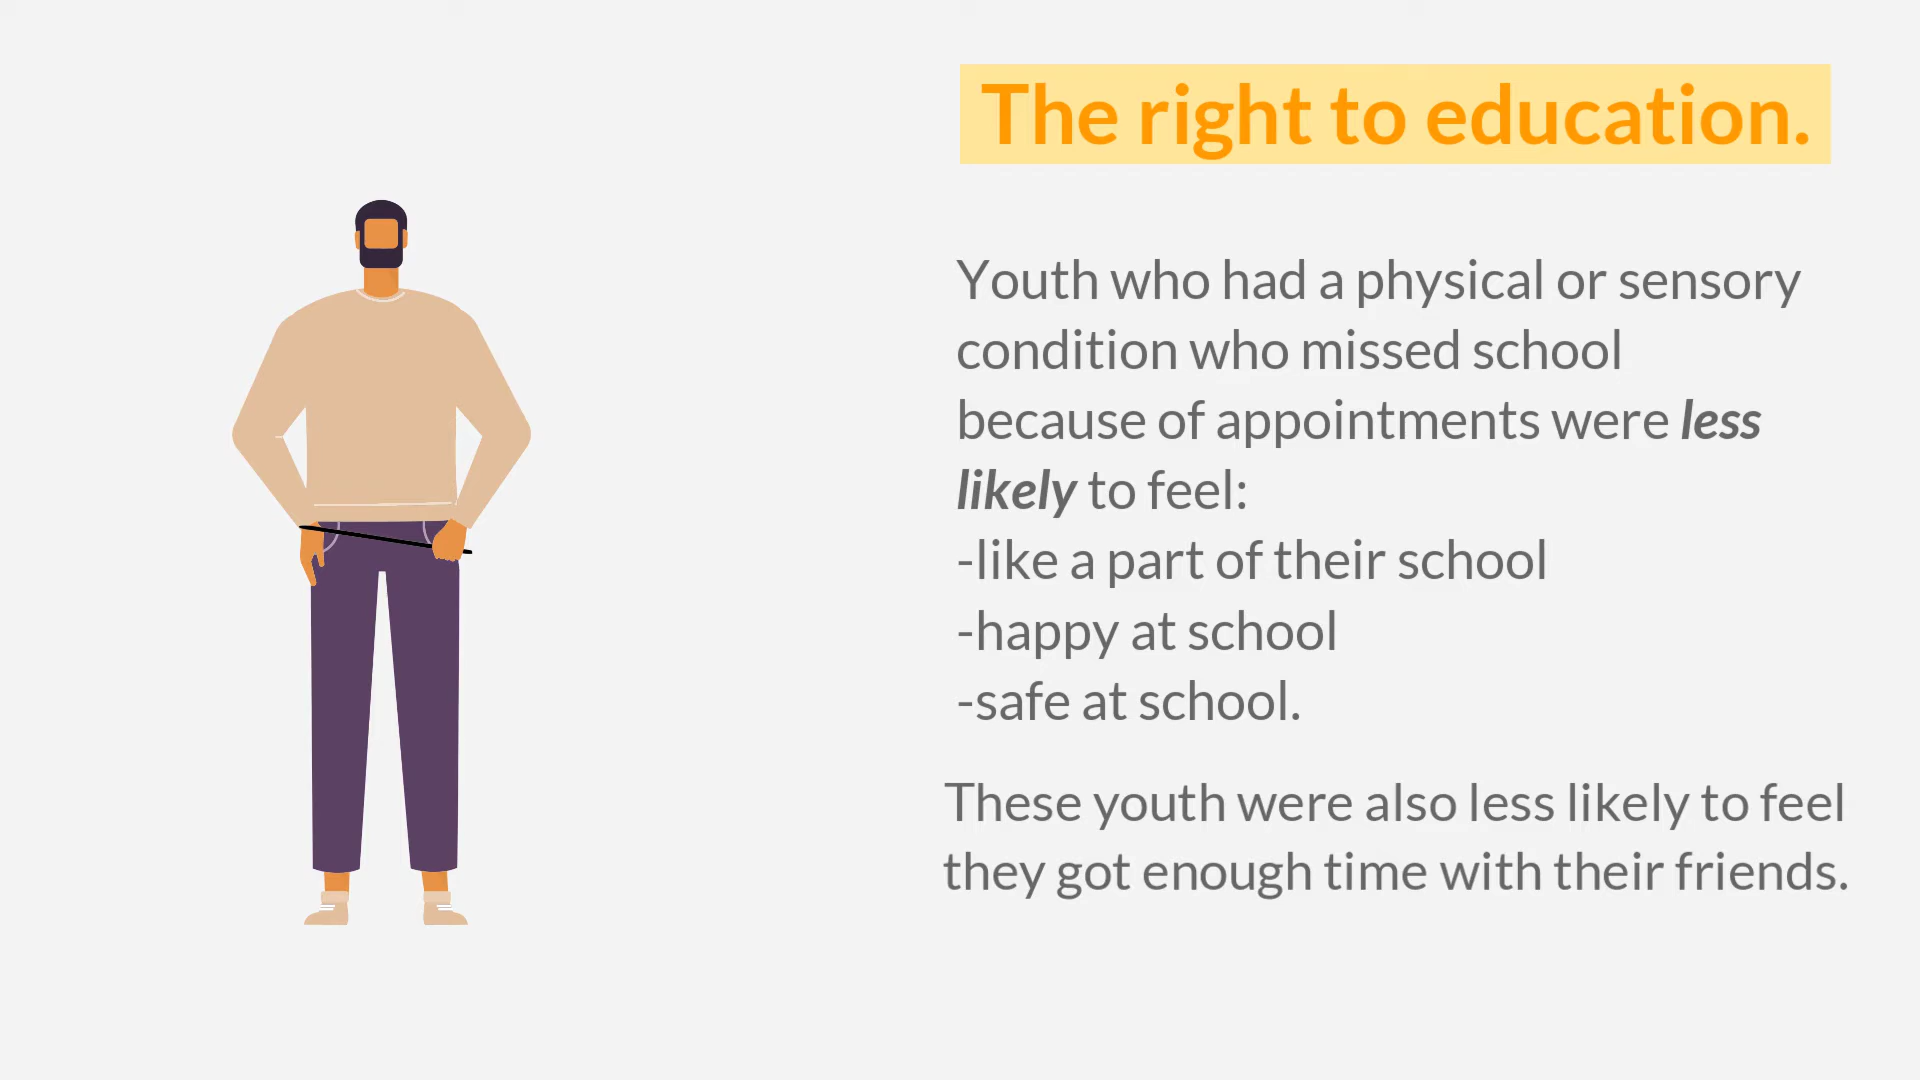 The right to education.
Youth who had a physical or sensory
condition who missed school
because of appointments were less
likely to feel:
-like a part of their school
-happy at school
-safe at school.
These youth were also less likely to feel
they got enough time with their friends.